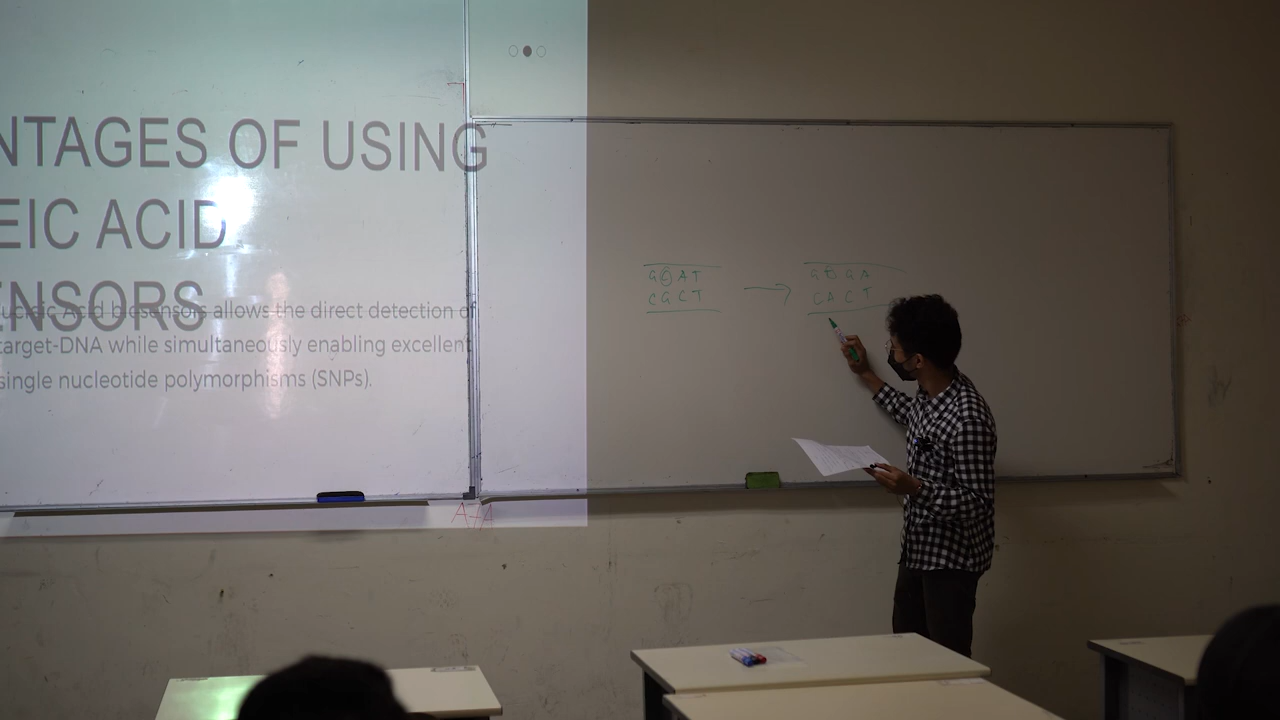 NTAGES OF USING
EIC ACID
ENSORS
ucleic Acid biosensors allows the direct detection of
target-DNA while simultaneously enabling excellent
single nucleotide polymorphisms (SNPs).
G C A T
C G C T
C A C T